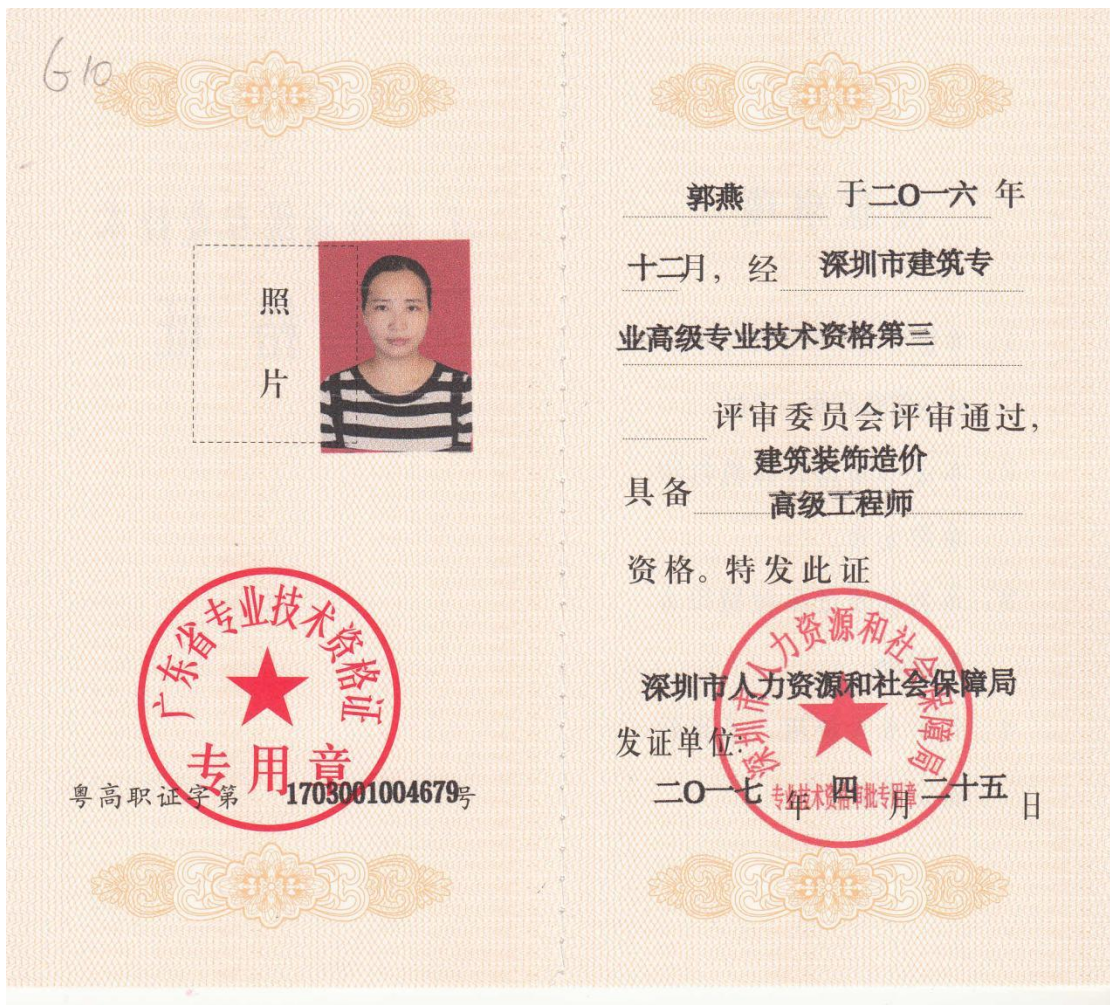 G10
照
片
广东省专业技术资格证
专用章
粤高职证字第 1703001004679号
郭燕 于二O一六 年
十二月，经 深圳市建筑专
业高级专业技术资格第三
评审委员会评审通过，
建筑装饰造价
具备 高级工程师
资格。特发此证
深圳市人力资源和社会保障局
深圳市人力资源和社会保障局
发证单位：
专业技术资格审批专用章
二O一七 年 四 月 二十五 日